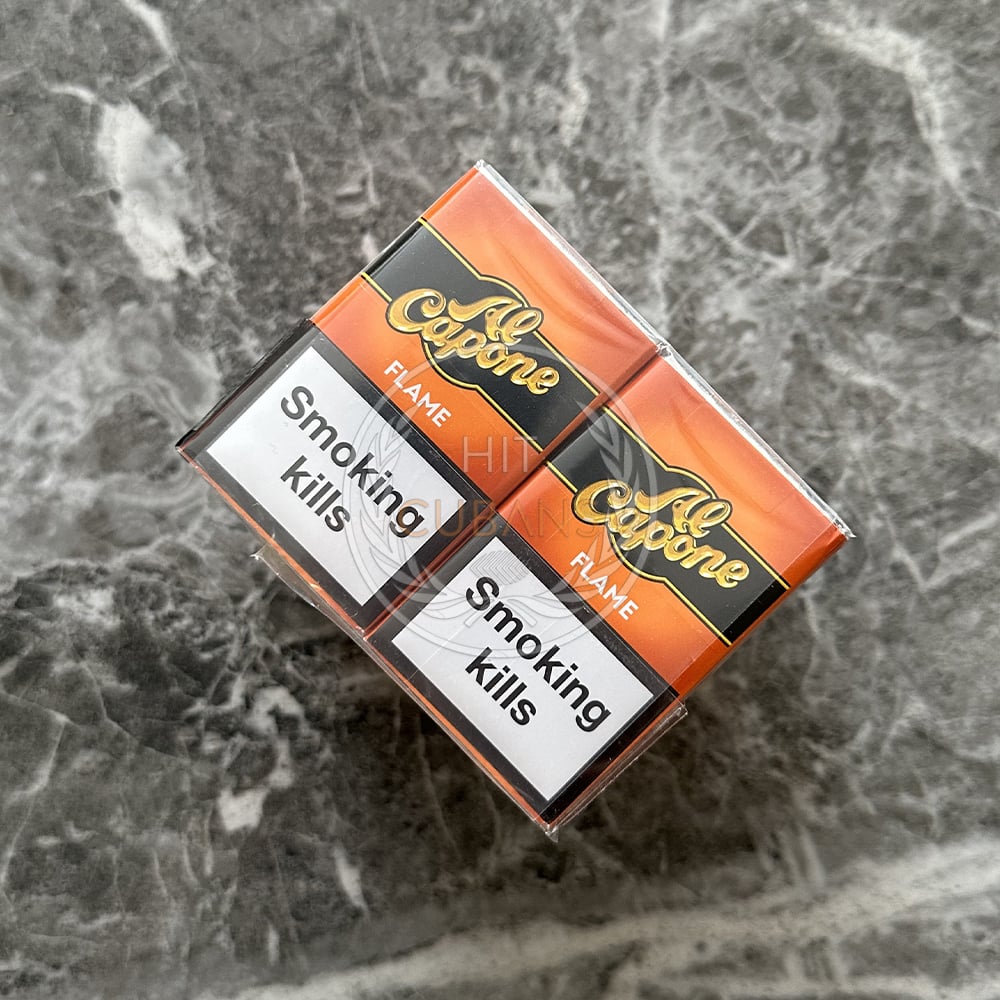 Al
Capone
FLAME
Smoking
kills
Al
Capone
FLAME
Smoking
kills
HIT
CUBANS